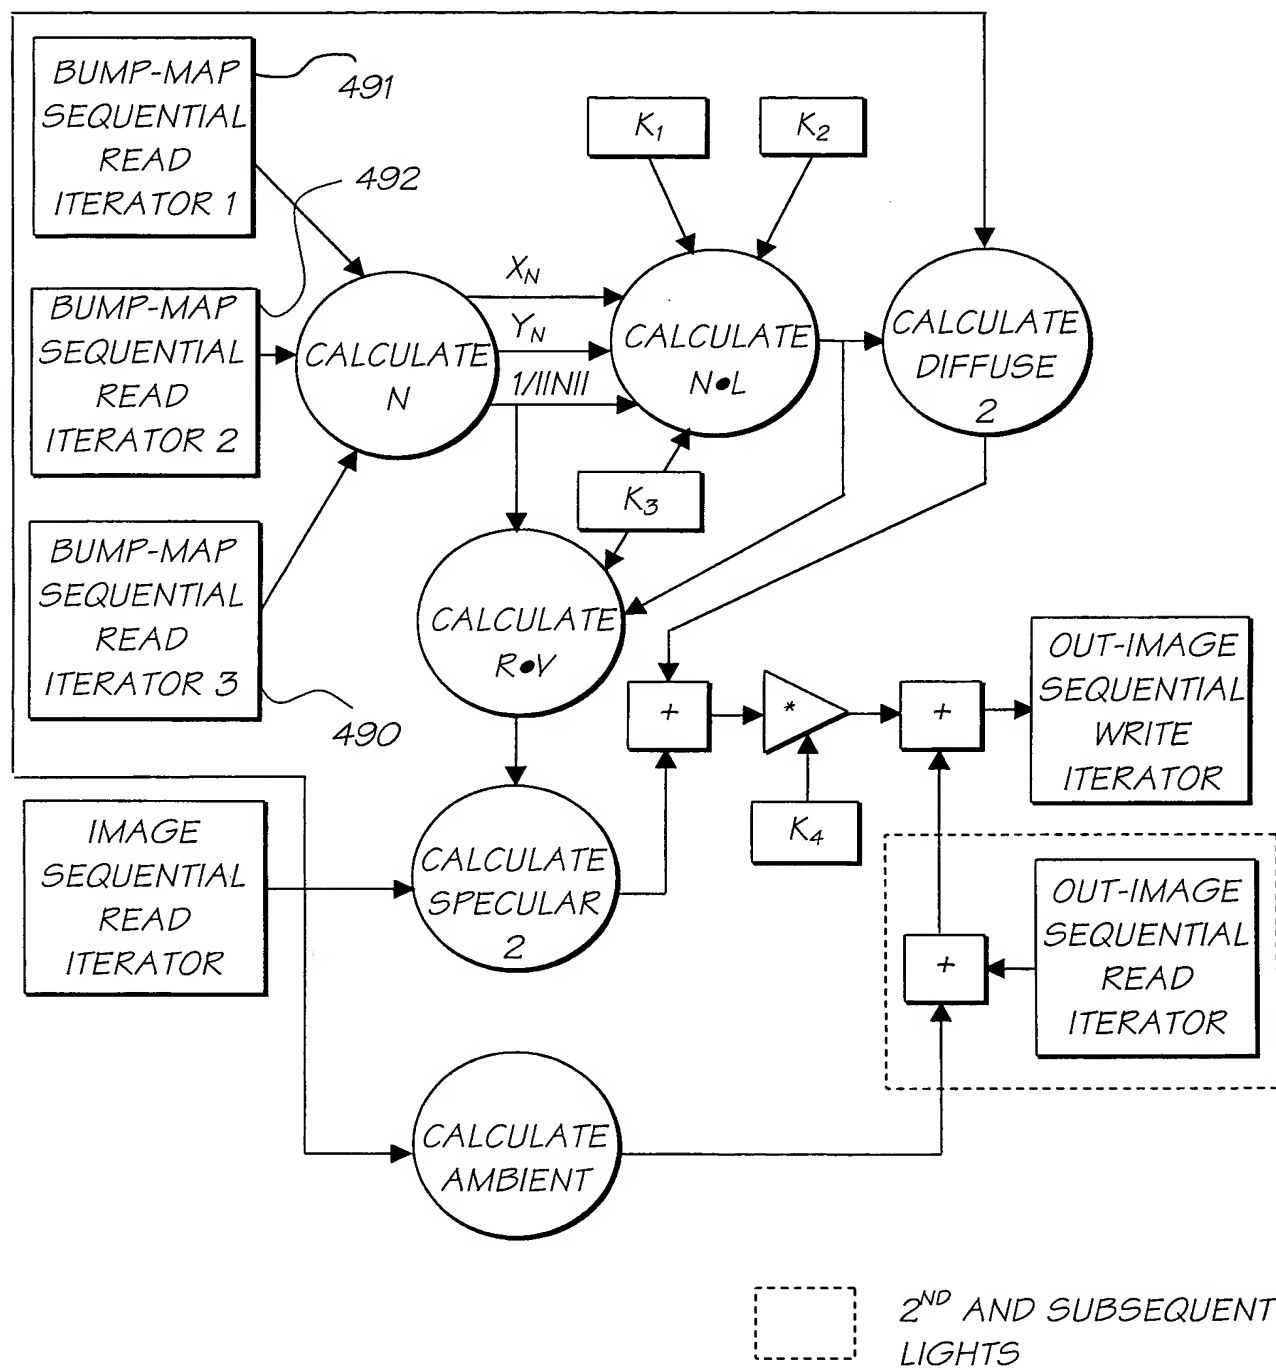 BUMP-MAP
SEQUENTIAL
READ
ITERATOR 1
491
K1
K2
492
BUMP-MAP
SEQUENTIAL
READ
ITERATOR 2
CALCULATE
N
XN
YN
1/IINII
CALCULATE
N●L
CALCULATE
DIFFUSE
2
K3
BUMP-MAP
SEQUENTIAL
READ
ITERATOR 3
490
CALCULATE
R●V
+
*
+
OUT-IMAGE
SEQUENTIAL
WRITE
ITERATOR
K4
IMAGE
SEQUENTIAL
READ
ITERATOR
CALCULATE
SPECULAR
2
+
OUT-IMAGE
SEQUENTIAL
READ
ITERATOR
CALCULATE
AMBIENT
2ND AND SUBSEQUENT
LIGHTS